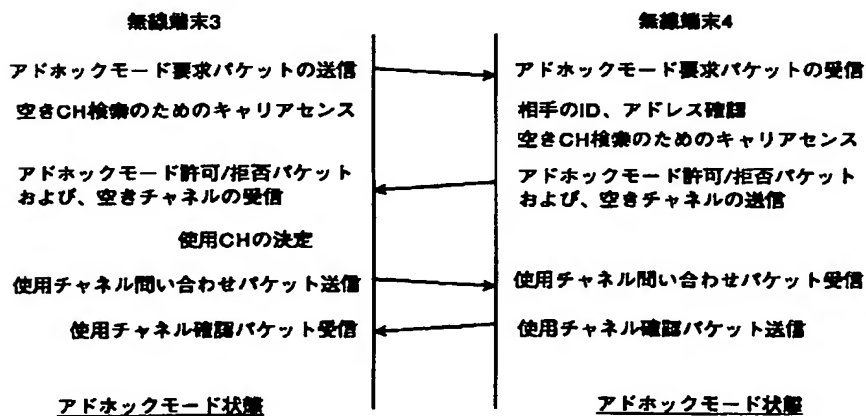 無線端末3
無線端末4
アドホックモード要求パケットの送信
アドホックモード要求パケットの受信
空きCH検索のためのキャリアセンス
相手のID、アドレス確認
空きCH検索のためのキャリアセンス
アドホックモード許可/拒否パケット
および、空きチャネルの受信
アドホックモード許可/拒否パケット
および、空きチャネルの送信
使用CHの決定
使用チャネル問い合わせパケット送信
使用チャネル問い合わせパケット受信
使用チャネル確認パケット受信
使用チャネル確認パケット送信
アドホックモード状態
アドホックモード状態